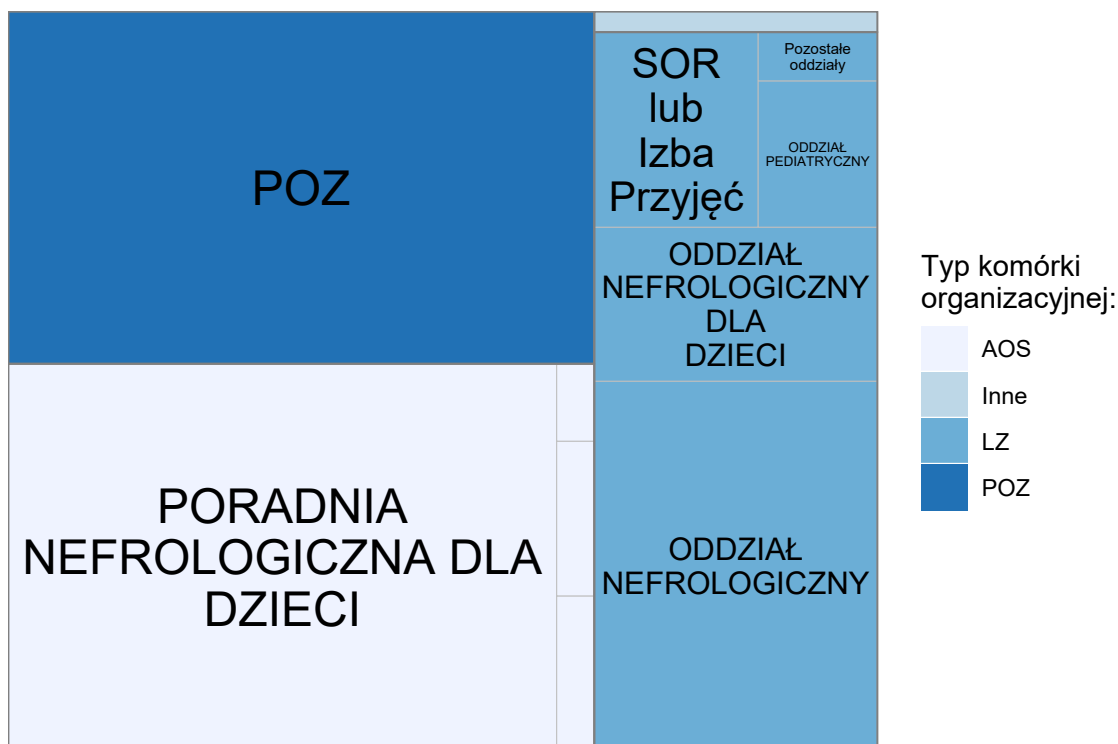 POZ
SOR
lub
Izba
Przyjęć
Pozostałe
oddziały
ODDZIAŁ
PEDIATRYCZNY
ODDZIAŁ
NEFROLOGICZNY
DLA
DZIECI
PORADNIA
NEFROLOGICZNA DLA
DZIECI
ODDZIAŁ
NEFROLOGICZNY
Typ komórki
organizacyjnej:
AOS
Inne
LZ
POZ